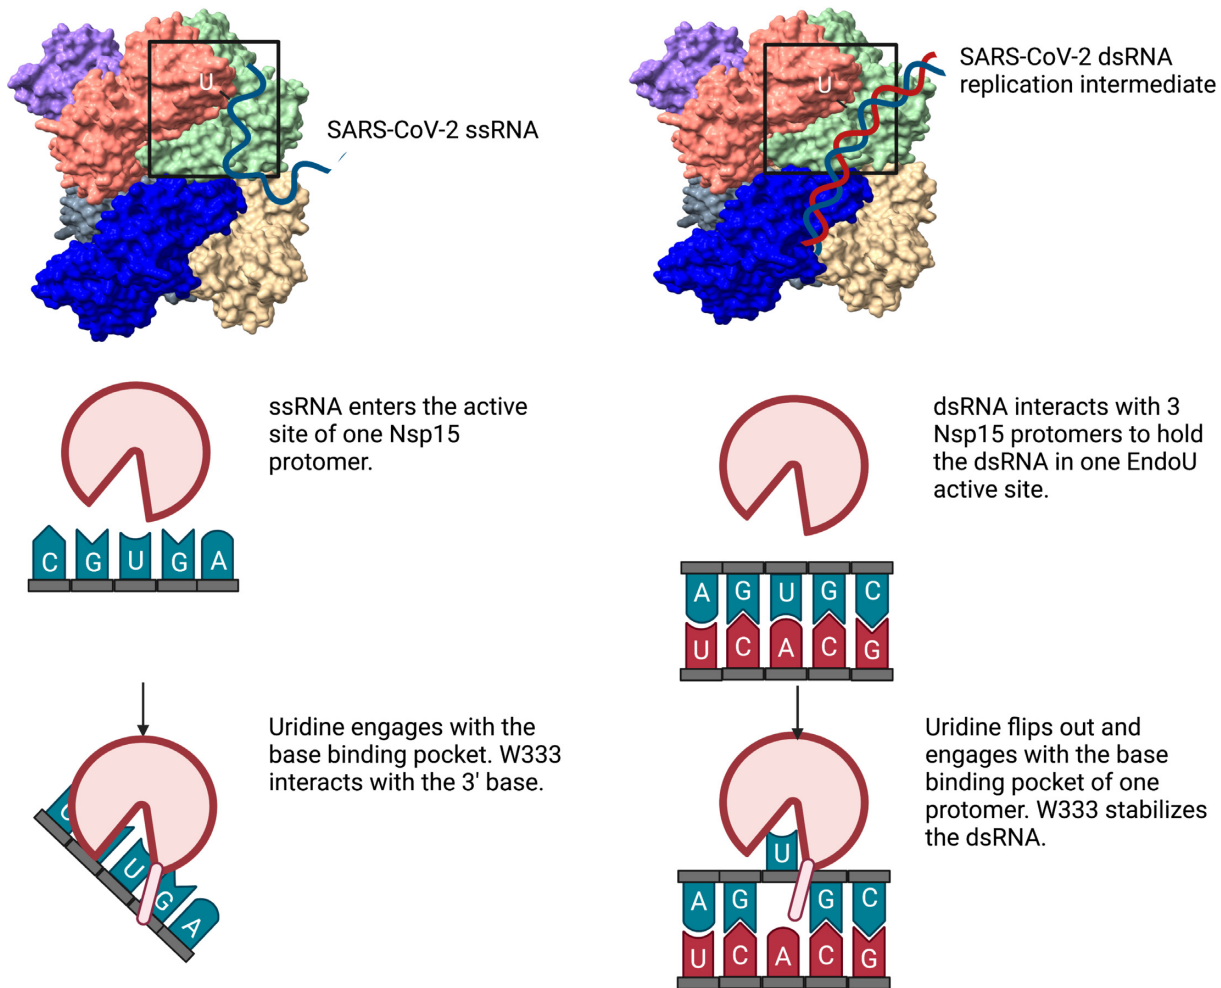 U
SARS-CoV-2 ssRNA
U
SARS-CoV-2 dsRNA
replication intermediate
ssRNA enters the active
site of one Nsp15
protomer.
C G U G A
dsRNA interacts with 3
Nsp15 protomers to hold
the dsRNA in one EndoU
active site.
A G U G C
U C A C G
Uridine engages with the
base binding pocket. W333
interacts with the 3' base.
U G A
Uridine flips out and
engages with the base
binding pocket of one
protomer. W333 stabilizes
the dsRNA.
U
A G G C
U C A C G